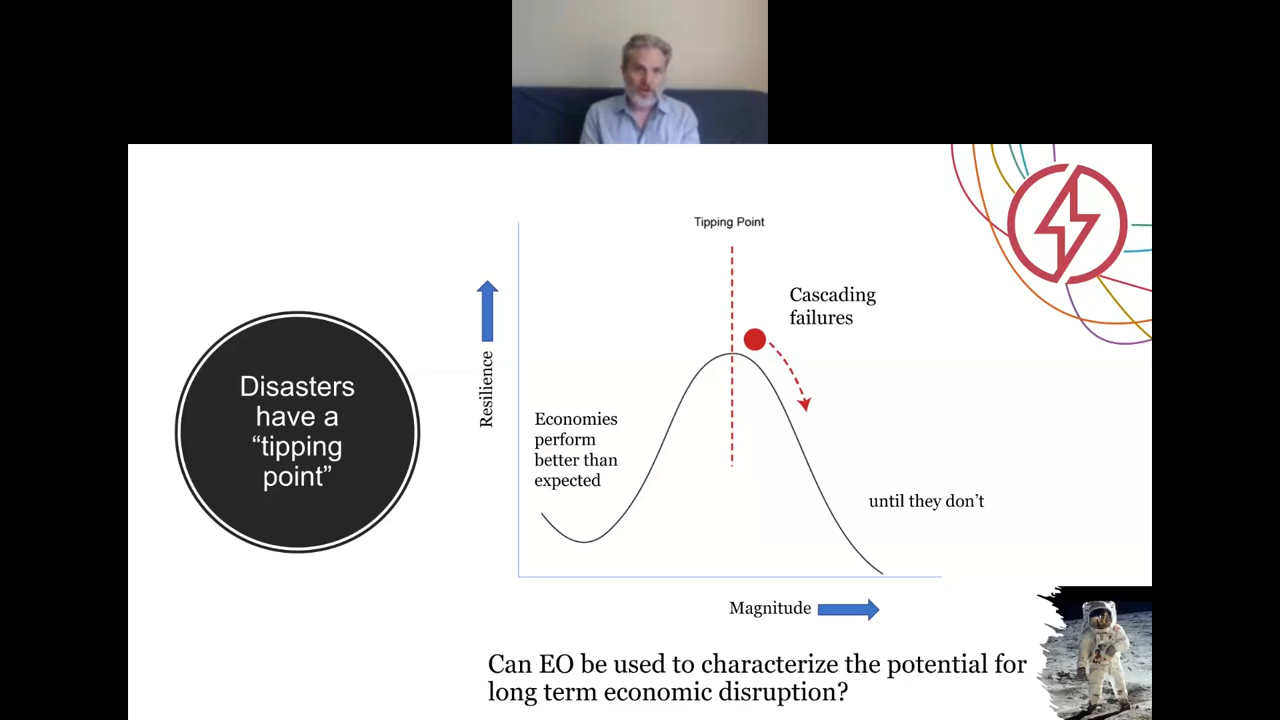 Disasters
have a
“tipping
point”
Tipping Point
Cascading
failures
Resilience
Economies
perform
better than
expected
until they don’t
Magnitude
Can EO be used to characterize the potential for
long term economic disruption?